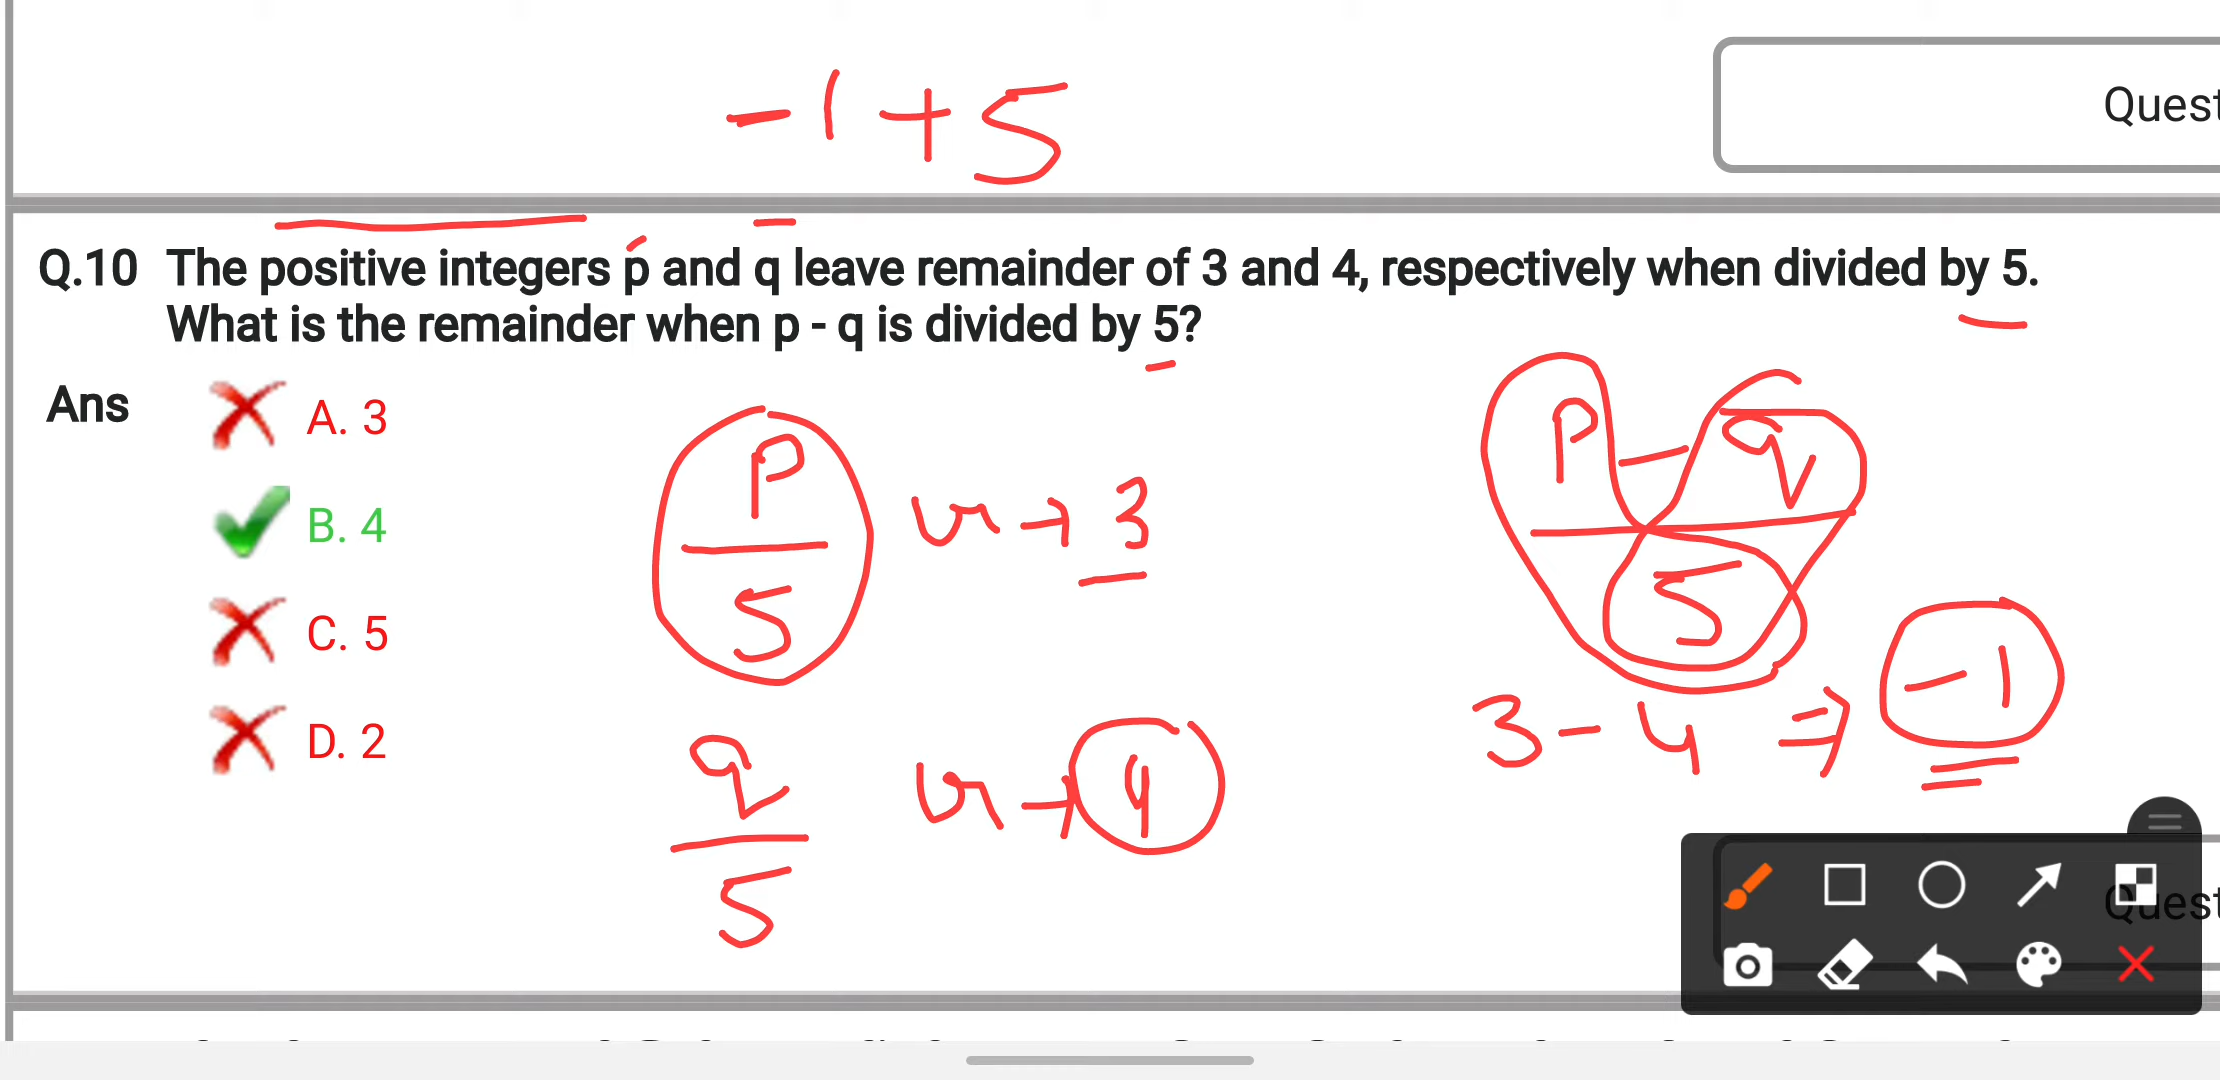 -1+5
Quest
Q.10 The positive integers p and q leave remainder of 3 and 4, respectively when divided by 5.
What is the remainder when p - q is divided by 5?
Ans
A. 3
B. 4
C. 5
D. 2
P
5
r → 3
q
5
r → 4
P - q
5
3 - 4 ⇒ -1
Quest